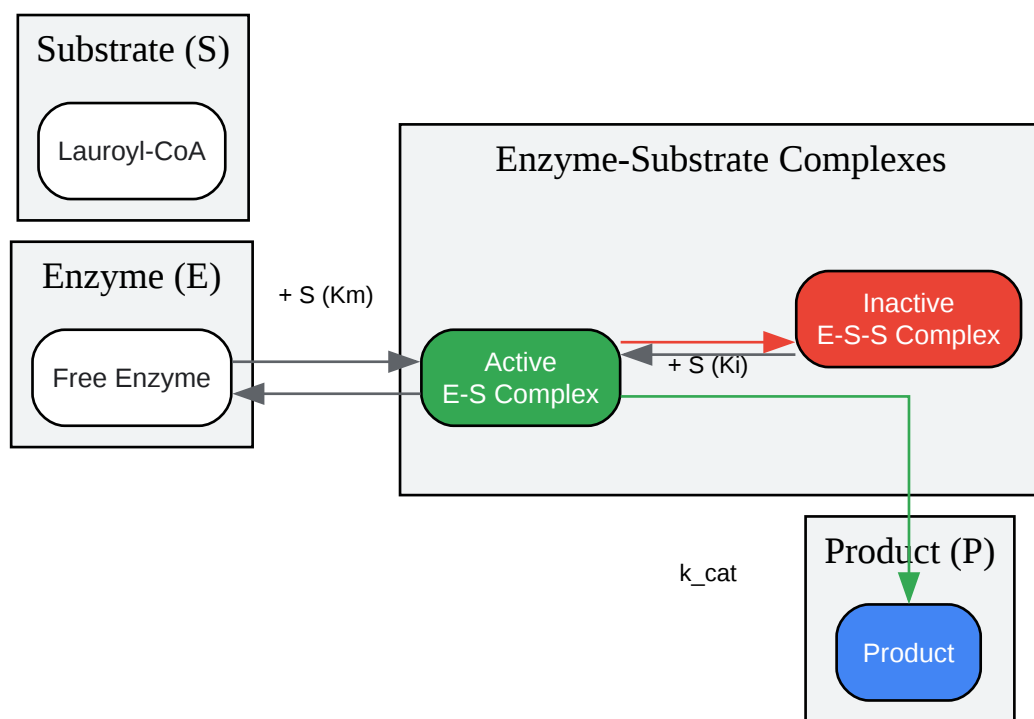 Substrate (S)
Lauroyl-CoA
Enzyme-Substrate Complexes
Enzyme (E)
Free Enzyme
+ S (Km)
Active
E-S Complex
+ S (Ki)
Inactive
E-S-S Complex
k_cat
Product (P)
Product